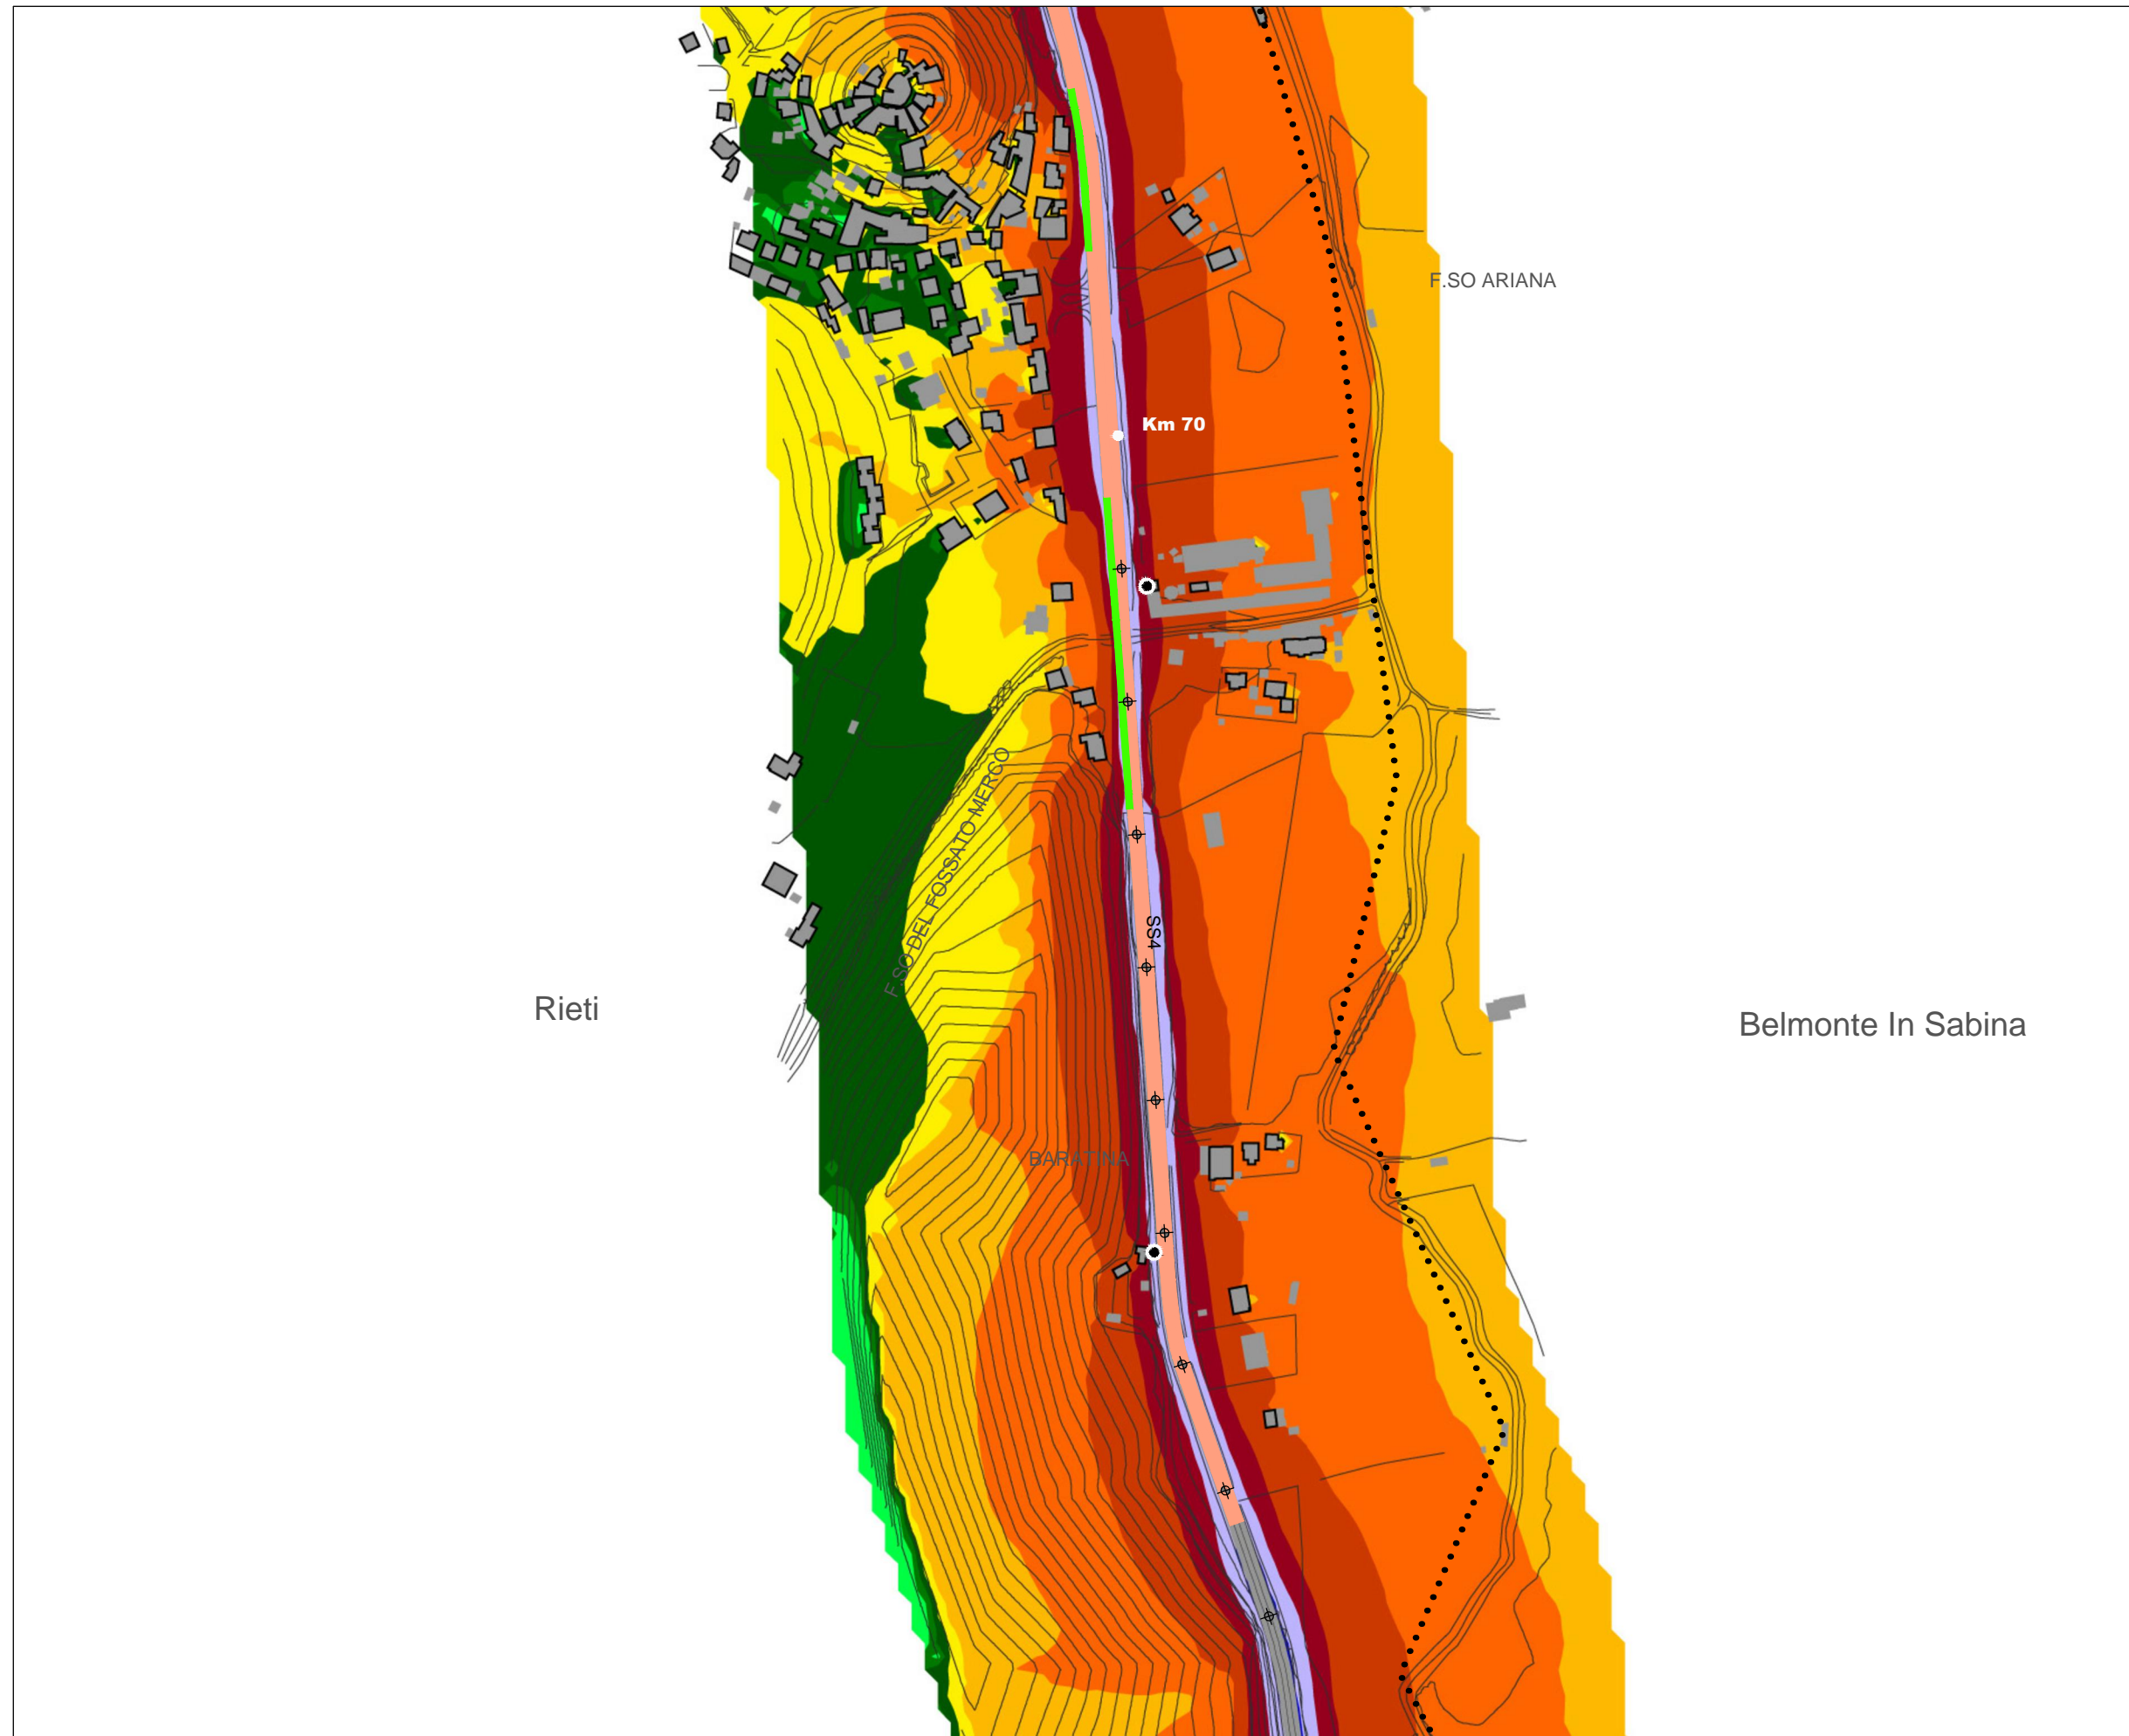 F.SO ARIANA
Km 70
F.SO DEL FOSSATO MERCO
SS4
Rieti
Belmonte In Sabina
BARATINA